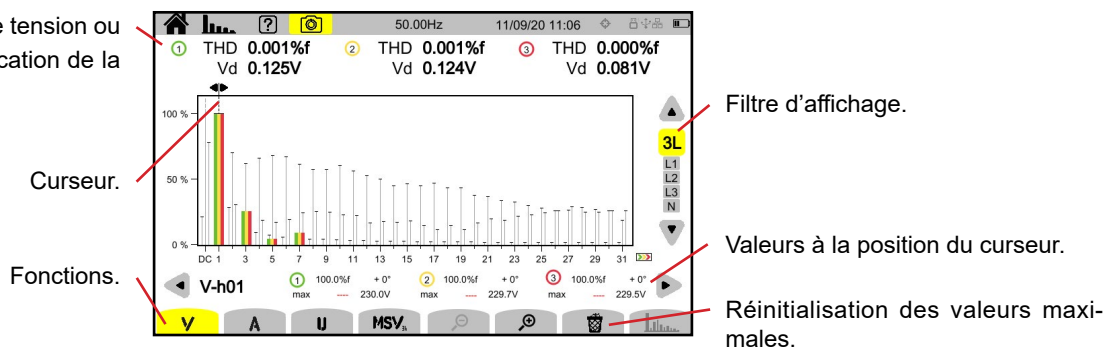 e tension ou
cation de la
50.00Hz 11/09/20 11:06
1 THD 0.001%f 2 THD 0.001%f 3 THD 0.000%f
Vd 0.125V Vd 0.124V Vd 0.081V
Filtre d'affichage.
100 %
3L
L1
L2
L3
N
Curseur.
50 %
0 %
DC 1 3 5 7 9 11 13 15 17 19 21 23 25 27 29 31
Valeurs à la position du curseur.
Fonctions.
V-h01 1 100.0%f + 0° 2 100.0%f + 0° 3 100.0%f + 0°
max ---- 230.0V max ---- 229.7V max ---- 229.5V
V A U MSV
Réinitialisation des valeurs maxi-
males.